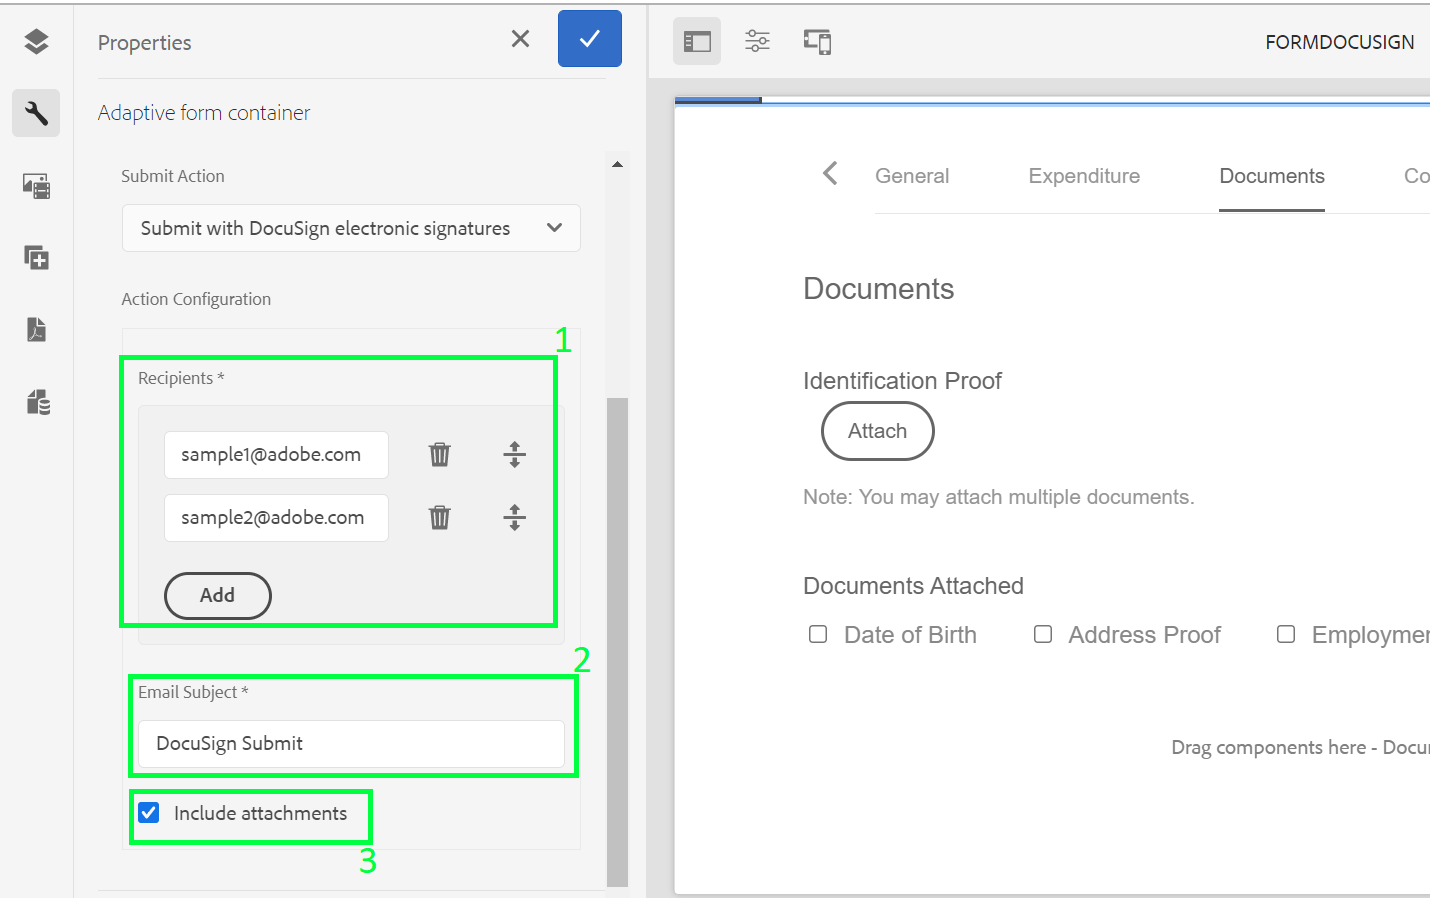 Properties
FORMDOCUSIGN
Adaptive form container
Submit Action
Submit with DocuSign electronic signatures
Action Configuration
1
Recipients *
sample1@adobe.com
sample2@adobe.com
Add
2
Email Subject *
DocuSign Submit
Include attachments
3
General Expenditure Documents Co
Documents
Identification Proof
Attach
Note: You may attach multiple documents.
Documents Attached
Date of Birth Address Proof Employmer
Drag components here - Docu